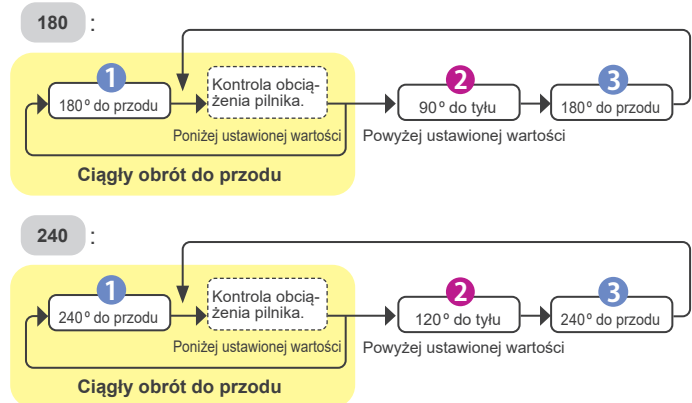 180 :
1
180° do przodu
Kontrola obcią-
żenia pilnika.
2
90° do tyłu
3
180° do przodu
Poniżej ustawionej wartości
Powyżej ustawionej wartości
Ciągły obrót do przodu
240 :
1
240° do przodu
Kontrola obcią-
żenia pilnika.
2
120° do tyłu
3
240° do przodu
Poniżej ustawionej wartości
Powyżej ustawionej wartości
Ciągły obrót do przodu